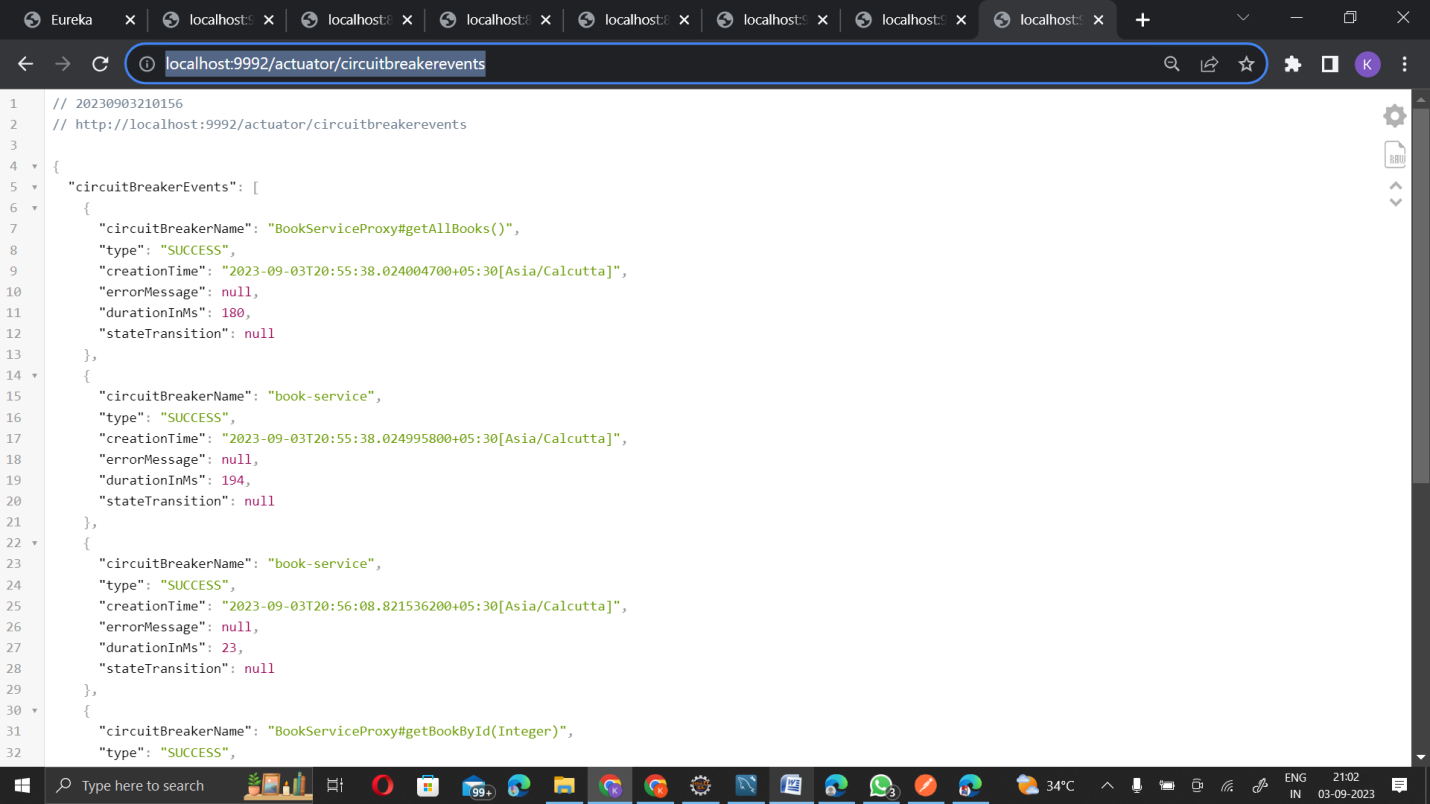 Eureka
localhost:9
localhost:8
localhost:8
localhost:8
localhost:9
localhost:9
localhost:9
localhost:9992/actuator/circuitbreakerevents
K
1 // 20230903210156
2 // http://localhost:9992/actuator/circuitbreakerevents
3
4 {
5 "circuitBreakerEvents": [
6 {
7 "circuitBreakerName": "BookServiceProxy#getAllBooks()",
8 "type": "SUCCESS",
9 "creationTime": "2023-09-03T20:55:38.024004700+05:30[Asia/Calcutta]",
10 "errorMessage": null,
11 "durationInMs": 180,
12 "stateTransition": null
13 },
14 {
15 "circuitBreakerName": "book-service",
16 "type": "SUCCESS",
17 "creationTime": "2023-09-03T20:55:38.024995800+05:30[Asia/Calcutta]",
18 "errorMessage": null,
19 "durationInMs": 194,
20 "stateTransition": null
21 },
22 {
23 "circuitBreakerName": "book-service",
24 "type": "SUCCESS",
25 "creationTime": "2023-09-03T20:56:08.821536200+05:30[Asia/Calcutta]",
26 "errorMessage": null,
27 "durationInMs": 23,
28 "stateTransition": null
29 },
30 {
31 "circuitBreakerName": "BookServiceProxy#getBookById(Integer)",
32 "type": "SUCCESS",
RAW
Type here to search
99+
3
34°C
ENG
IN
21:02
03-09-2023